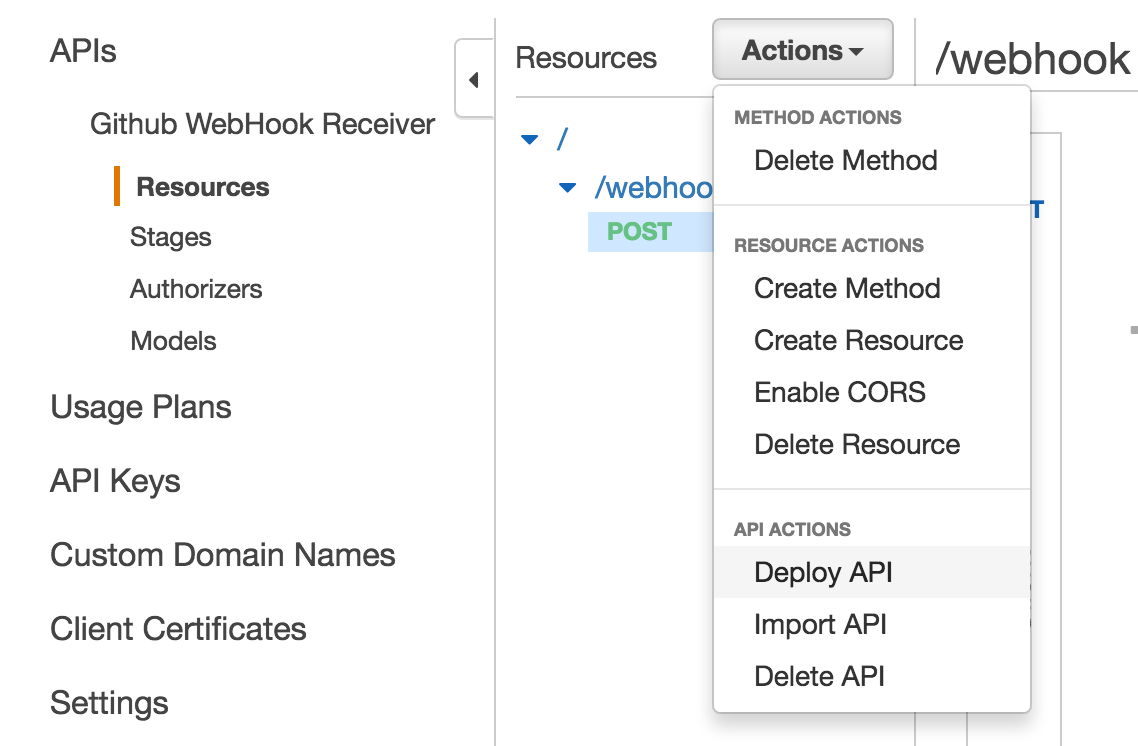 APIs
Github WebHook Receiver
Resources
Stages
Authorizers
Models
Usage Plans
API Keys
Custom Domain Names
Client Certificates
Settings
Resources
Actions
/
/webhoo
POST
METHOD ACTIONS
Delete Method
RESOURCE ACTIONS
Create Method
Create Resource
Enable CORS
Delete Resource
API ACTIONS
Deploy API
Import API
Delete API
/webhook
T